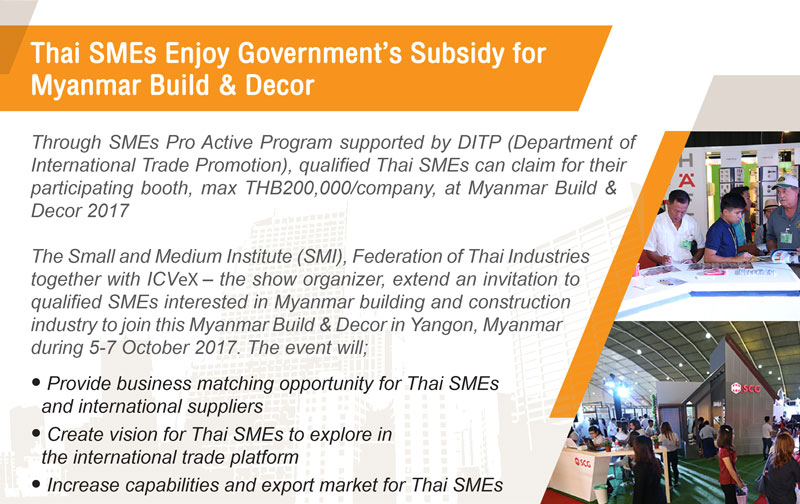 Thai SMEs Enjoy Government's Subsidy for
Myanmar Build & Decor
Through SMEs Pro Active Program supported by DITP (Department of
International Trade Promotion), qualified Thai SMEs can claim for their
participating booth, max THB200,000/company, at Myanmar Build &
Decor 2017
The Small and Medium Institute (SMI), Federation of Thai Industries
together with ICVeX – the show organizer, extend an invitation to
qualified SMEs interested in Myanmar building and construction
industry to join this Myanmar Build & Decor in Yangon, Myanmar
during 5-7 October 2017. The event will;
• Provide business matching opportunity for Thai SMEs
and international suppliers
• Create vision for Thai SMEs to explore in
the international trade platform
• Increase capabilities and export market for Thai SMEs
H
Ä
SCG
SCG